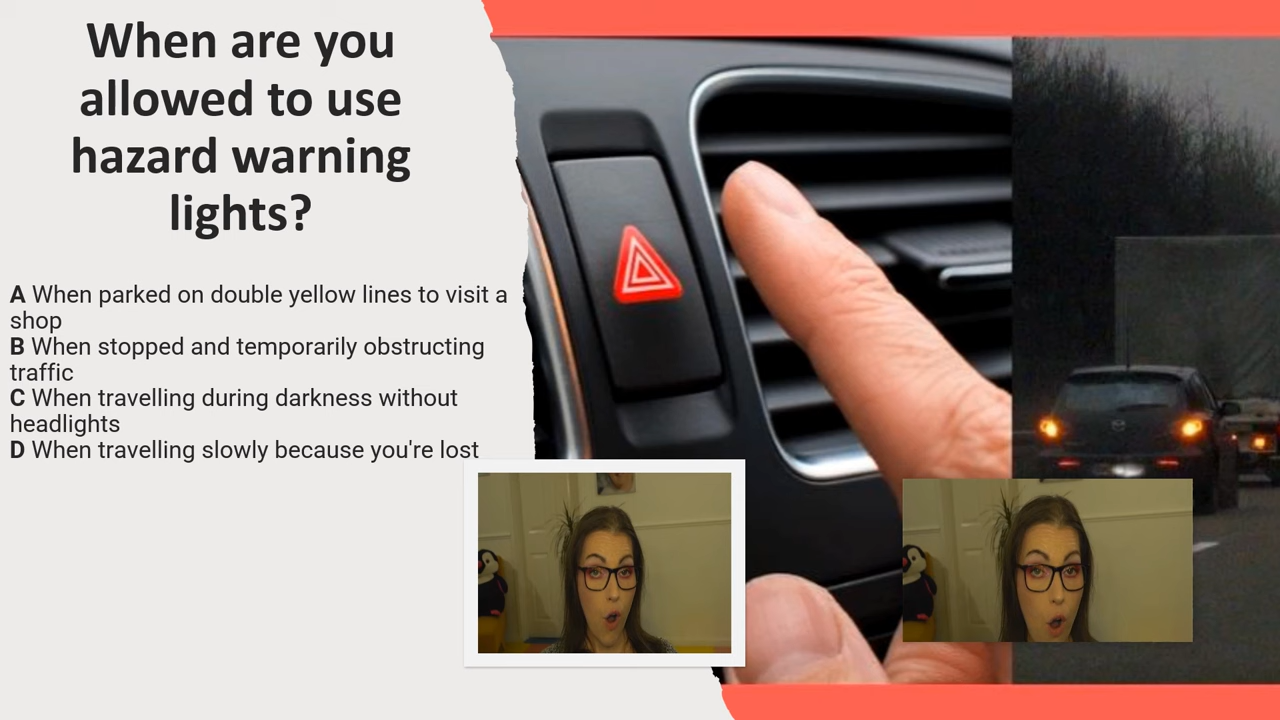 When are you
allowed to use
hazard warning
lights?
A When parked on double yellow lines to visit a
shop
B When stopped and temporarily obstructing
traffic
C When travelling during darkness without
headlights
D When travelling slowly because you're lost